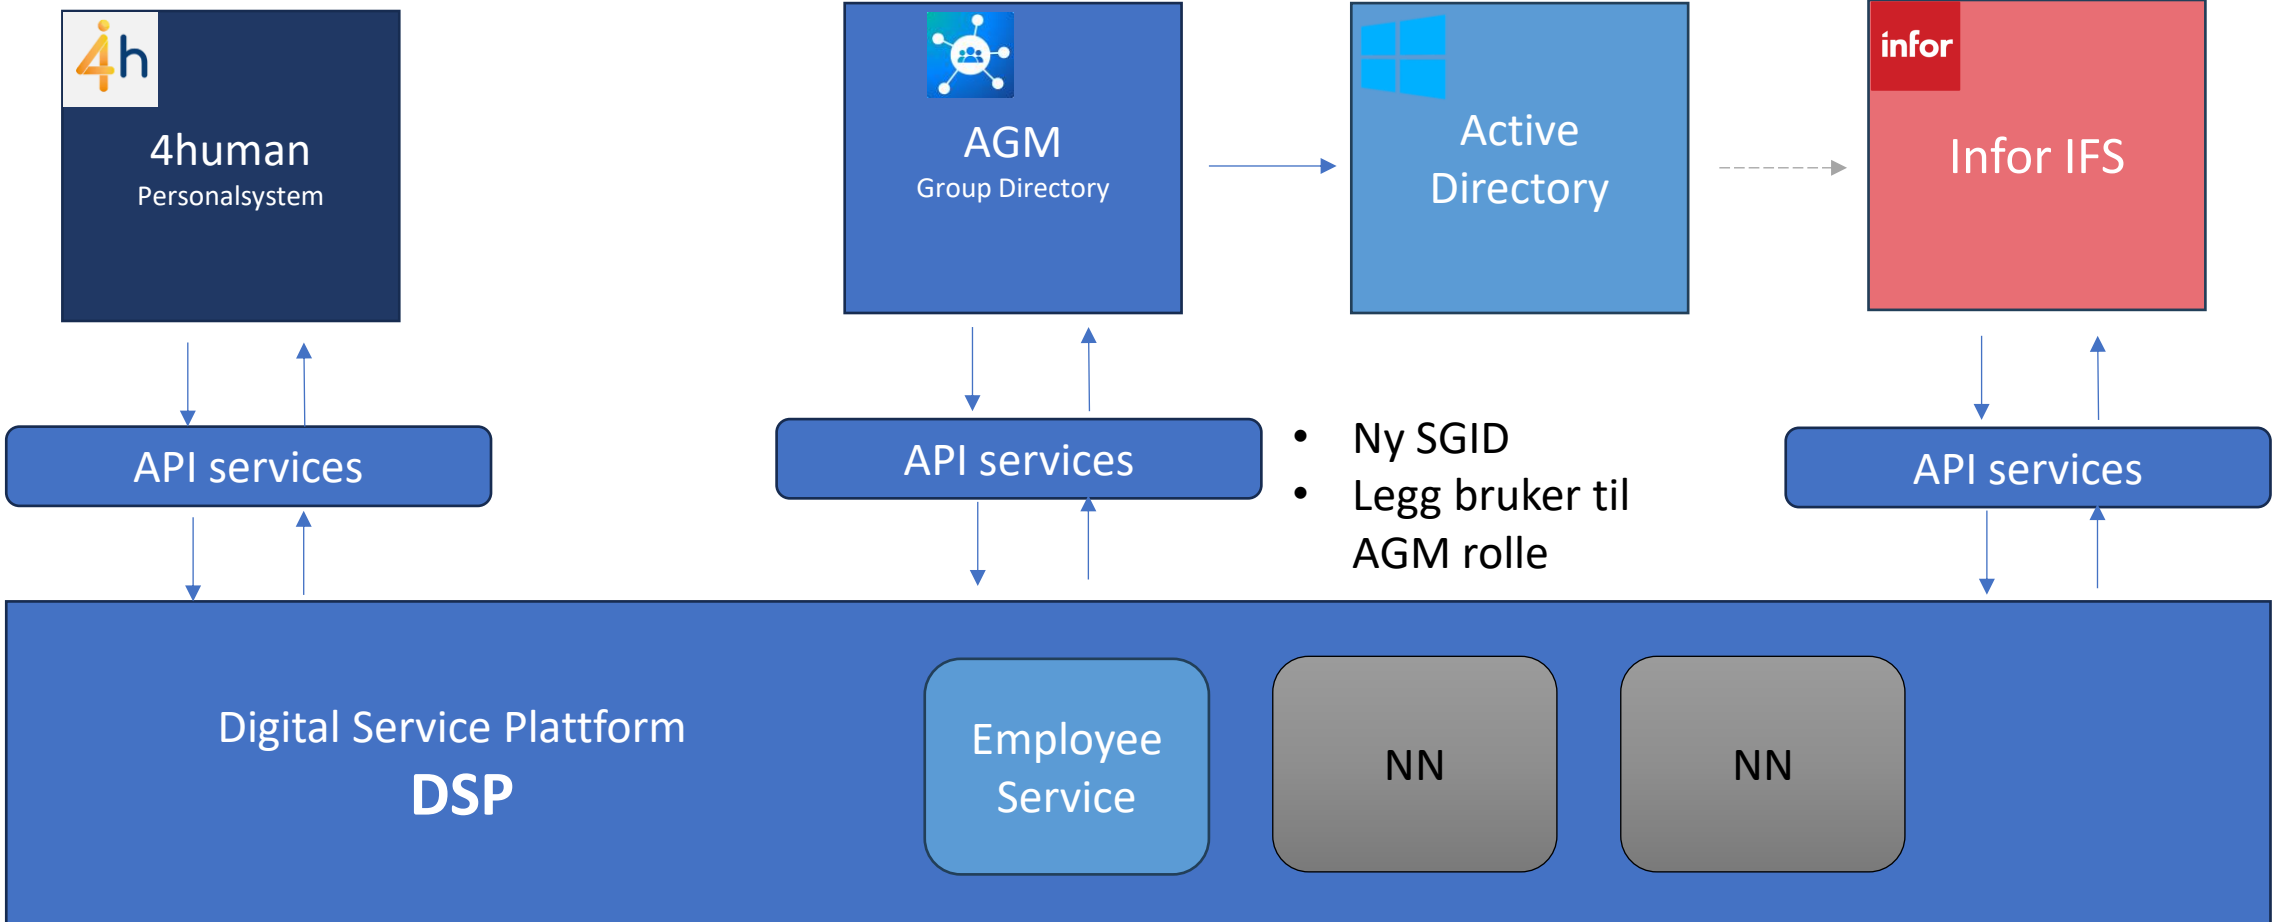 4h
4human
Personalsystem
AGM
Group Directory
Active
Directory
infor
Infor IFS
API services
API services
• Ny SGID
• Legg bruker til
AGM rolle
API services
Digital Service Plattform
DSP
Employee
Service
NN
NN